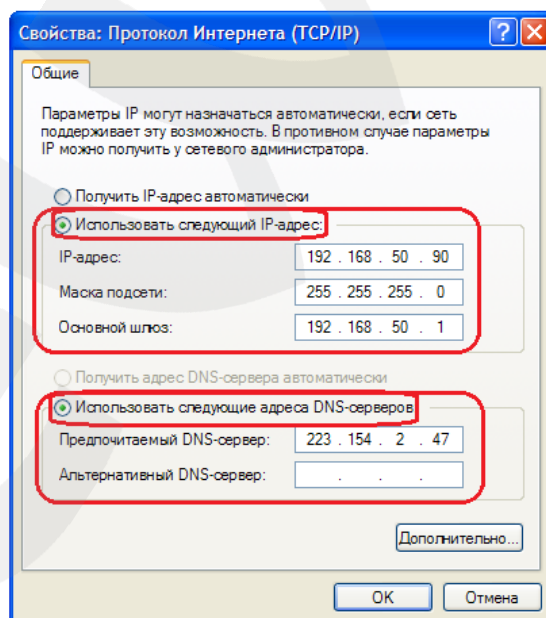 Свойства: Протокол Интернета (TCP/IP)
Общие
Параметры IP могут назначаться автоматически, если сеть
поддерживает эту возможность. В противном случае параметры
IP можно получить у сетевого администратора.
Получить IP-адрес автоматически
Использовать следующий IP-адрес:
IP-адрес: 192 . 168 . 50 . 90
Маска подсети: 255 . 255 . 255 . 0
Основной шлюз: 192 . 168 . 50 . 1
Получить адрес DNS-сервера автоматически
Использовать следующие адреса DNS-серверов
Предпочитаемый DNS-сервер: 223 . 154 . 2 . 47
Альтернативный DNS-сервер: . . .
Дополнительно...
OK Отмена